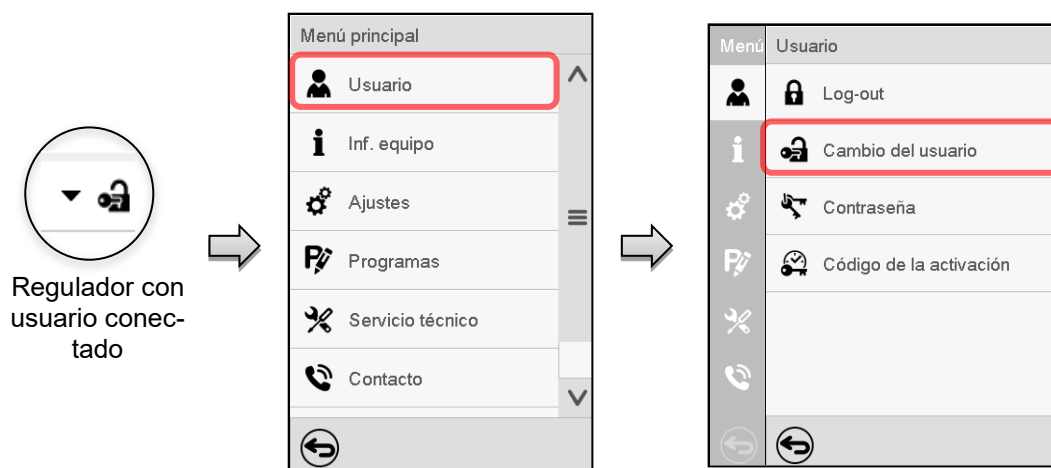 Regulador con
usuario conec-
tado
Menú principal
Usuario
Inf. equipo
Ajustes
Programas
Servicio técnico
Contacto
Menú
Usuario
Log-out
Cambio del usuario
Contraseña
Código de la activación